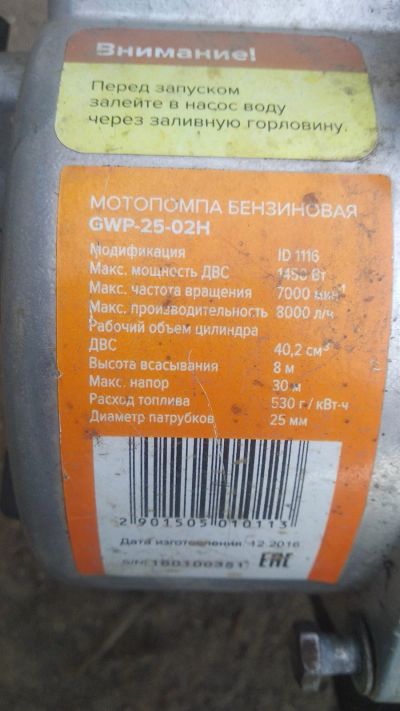 Внимание!
Перед запуском
залейте в насос воду
через заливную горловину.
МОТОПОМПА БЕНЗИНОВАЯ
GWP-25-02H
Модификация ID 1116
Макс. мощность ДВС 1450 Вт
Макс. частота вращения 7000 мин⁻¹
Макс. производительность 8000 л/ч
Рабочий объем цилиндра
ДВС 40,2 см³
Высота всасывания 8 м
Макс. напор 30 м
Расход топлива 530 г/кВт-ч
Диаметр патрубков 25 мм
2 901505 010113
Дата изготовления: 12.2016
S/N: 180100351
EAC